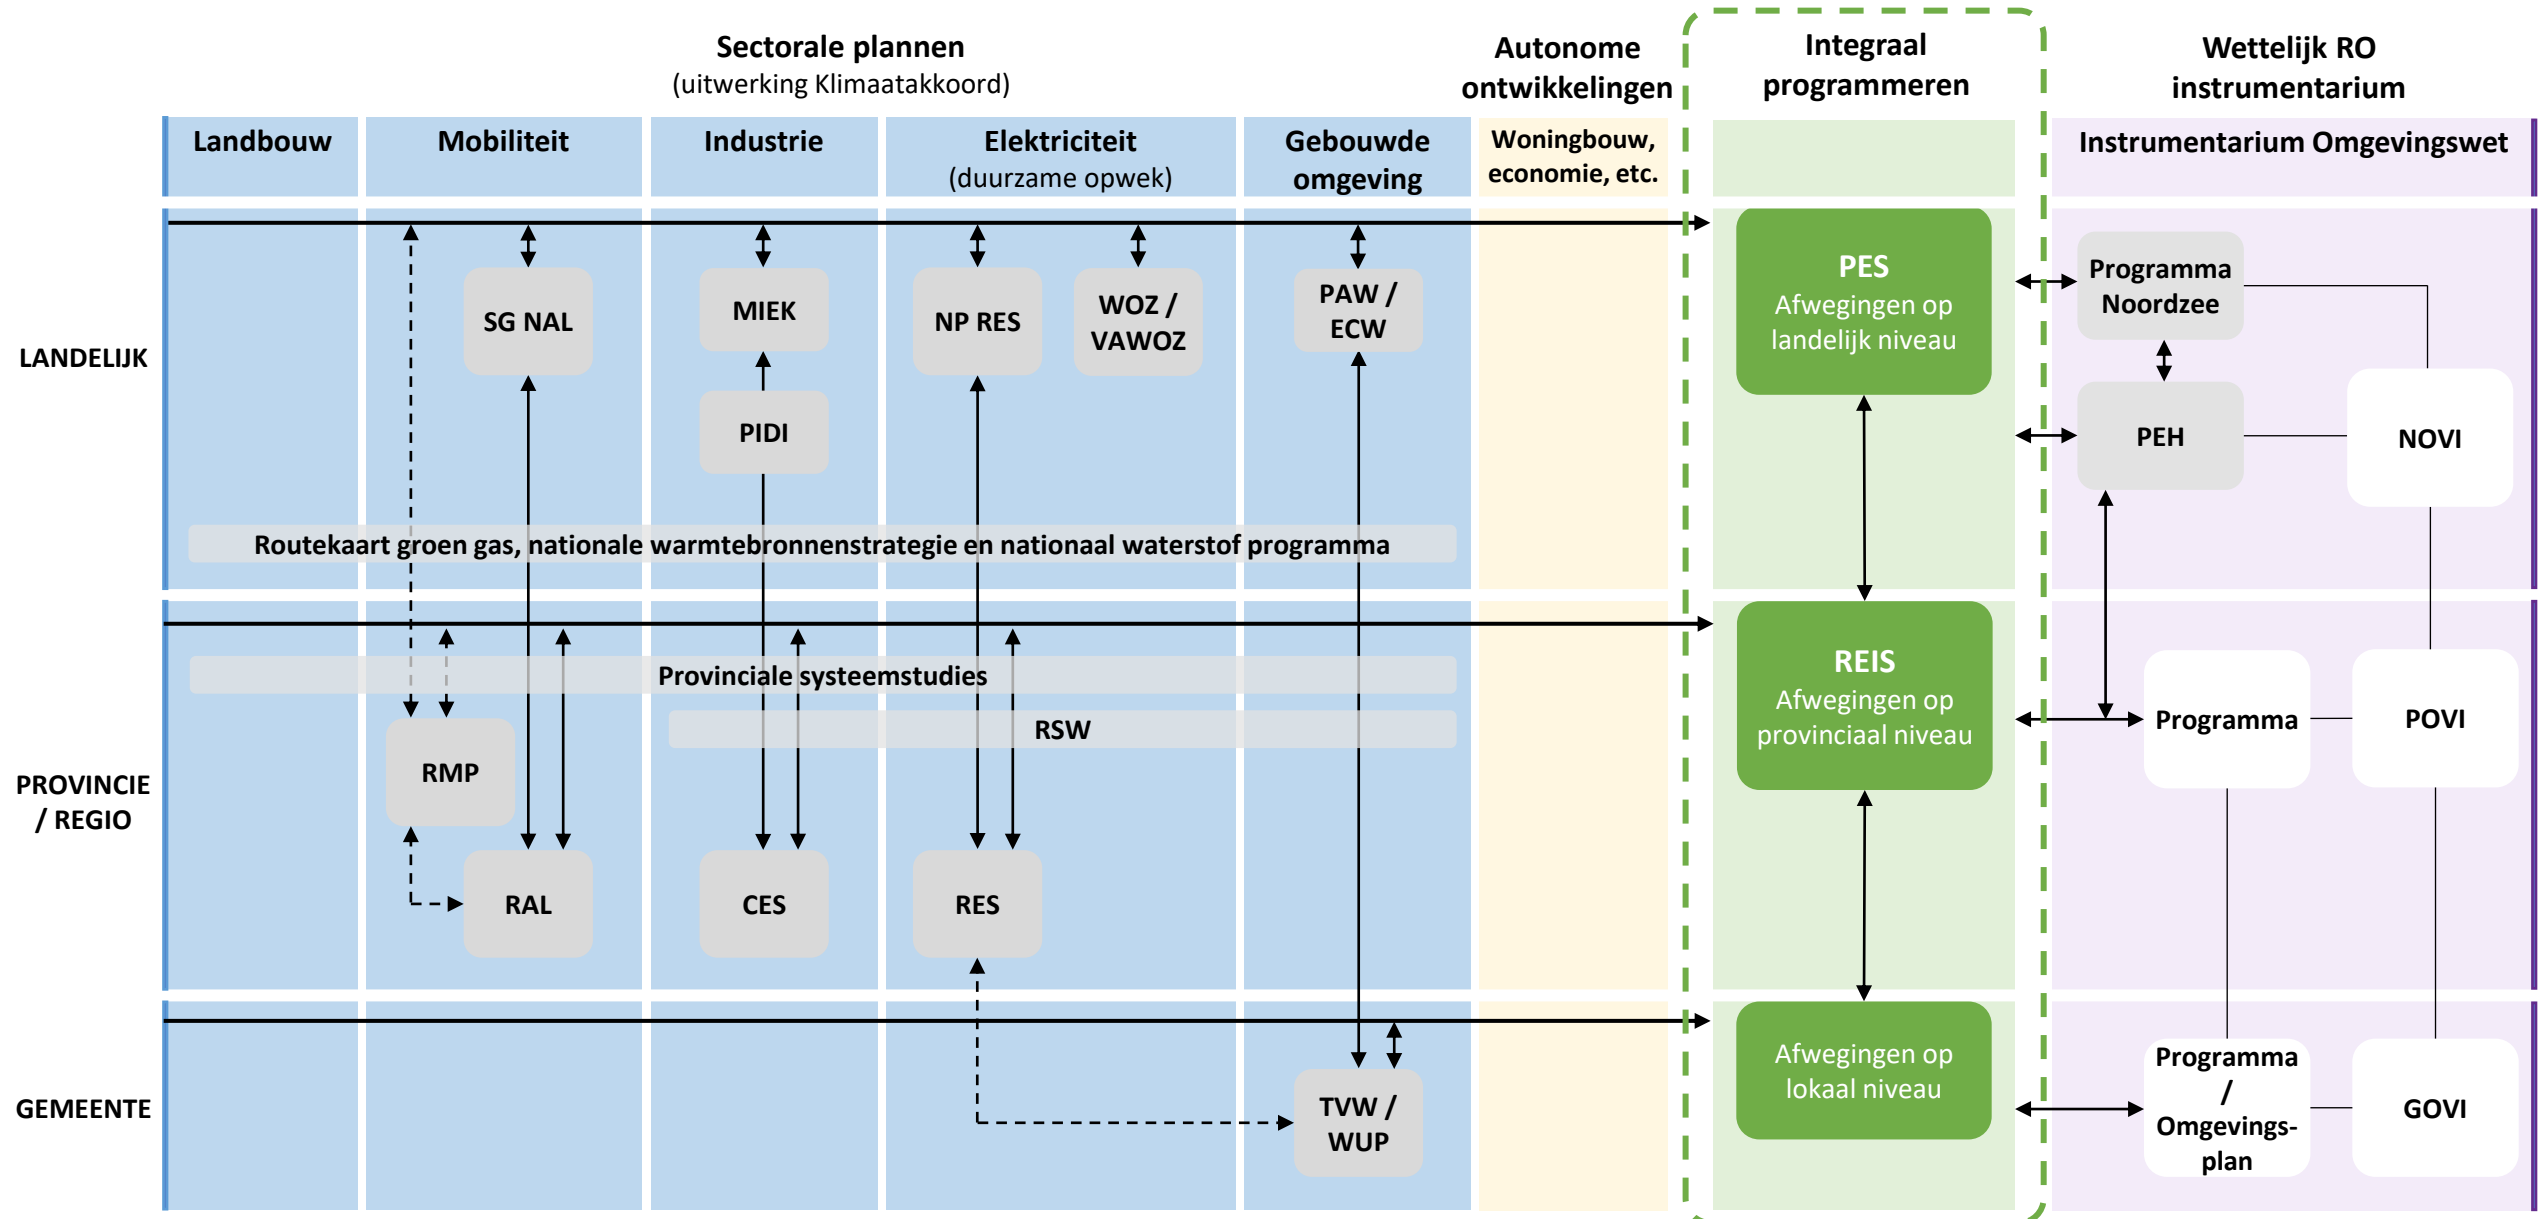 Sectorale plannen
(uitwerking Klimaatakkoord)
Autonome
ontwikkelingen
Integraal
programmeren
Wettelijk RO
instrumentarium
Landbouw
Mobiliteit
Industrie
Elektriciteit
(duurzame opwek)
Gebouwde
omgeving
Woningbouw,
economie, etc.
Instrumentarium Omgevingswet
LANDELIJK
SG NAL
MIEK
PIDI
NP RES
WOZ /
VAWOZ
PAW /
ECW
PES
Afwegingen op
landelijk niveau
Programma
Noordzee
PEH
NOVI
Routekaart groen gas, nationale warmtebronnenstrategie en nationaal waterstof programma
PROVINCIE
/ REGIO
Provinciale systeemstudies
RSW
RMP
RAL
CES
RES
REIS
Afwegingen op
provinciaal niveau
Programma
POVI
GEMEENTE
TVW /
WUP
Afwegingen op
lokaal niveau
Programma
/
Omgevings-
plan
GOVI